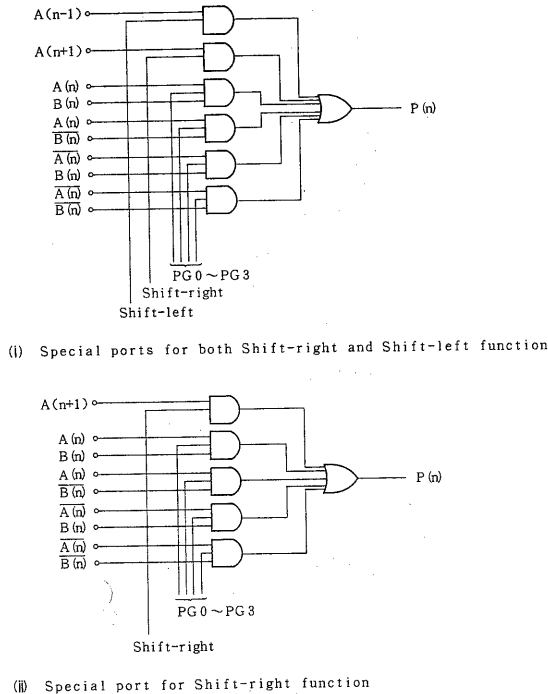 A(n-1)
A(n+1)
A(n)
B(n)
A(n)
B̅(̅n̅)̅
A̅(̅n̅)̅
B(n)
A̅(̅n̅)̅
B̅(̅n̅)̅
P(n)
PG0～PG3
Shift-right
Shift-left
(i) Special ports for both Shift-right and Shift-left function
A(n+1)
A(n)
B(n)
A(n)
B̅(̅n̅)̅
A̅(̅n̅)̅
B(n)
A̅(̅n̅)̅
B̅(̅n̅)̅
P(n)
PG0～PG3
Shift-right
(ii) Special port for Shift-right function